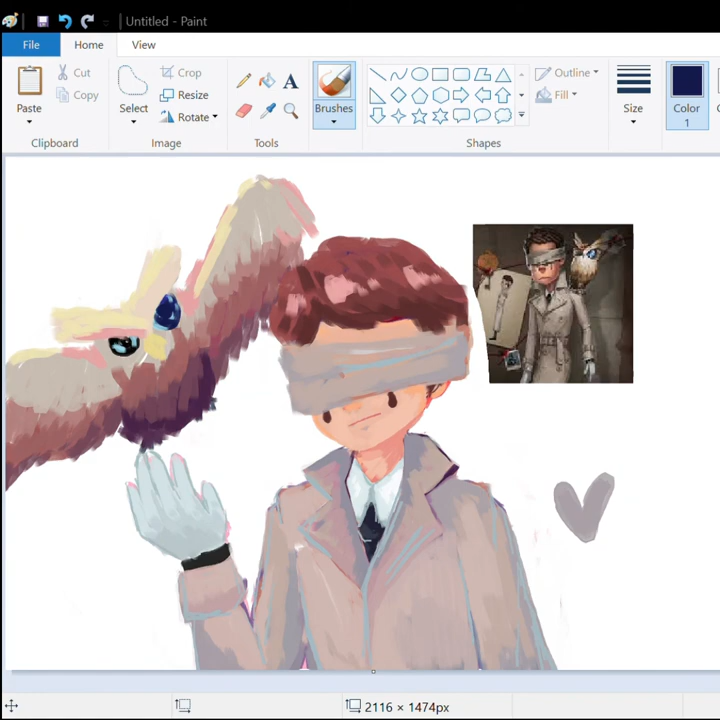 Untitled - Paint
File Home View
Paste
Cut
Copy
Clipboard
Select
Crop
Resize
Rotate
Image
A
Tools
Brushes
Outline
Fill
Shapes
Size
Color
1
2116 × 1474px